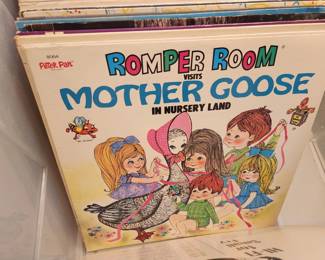 Peter Pan
ROMPER ROOM
VISITS
MOTHER GOOSE
IN NURSERY LAND